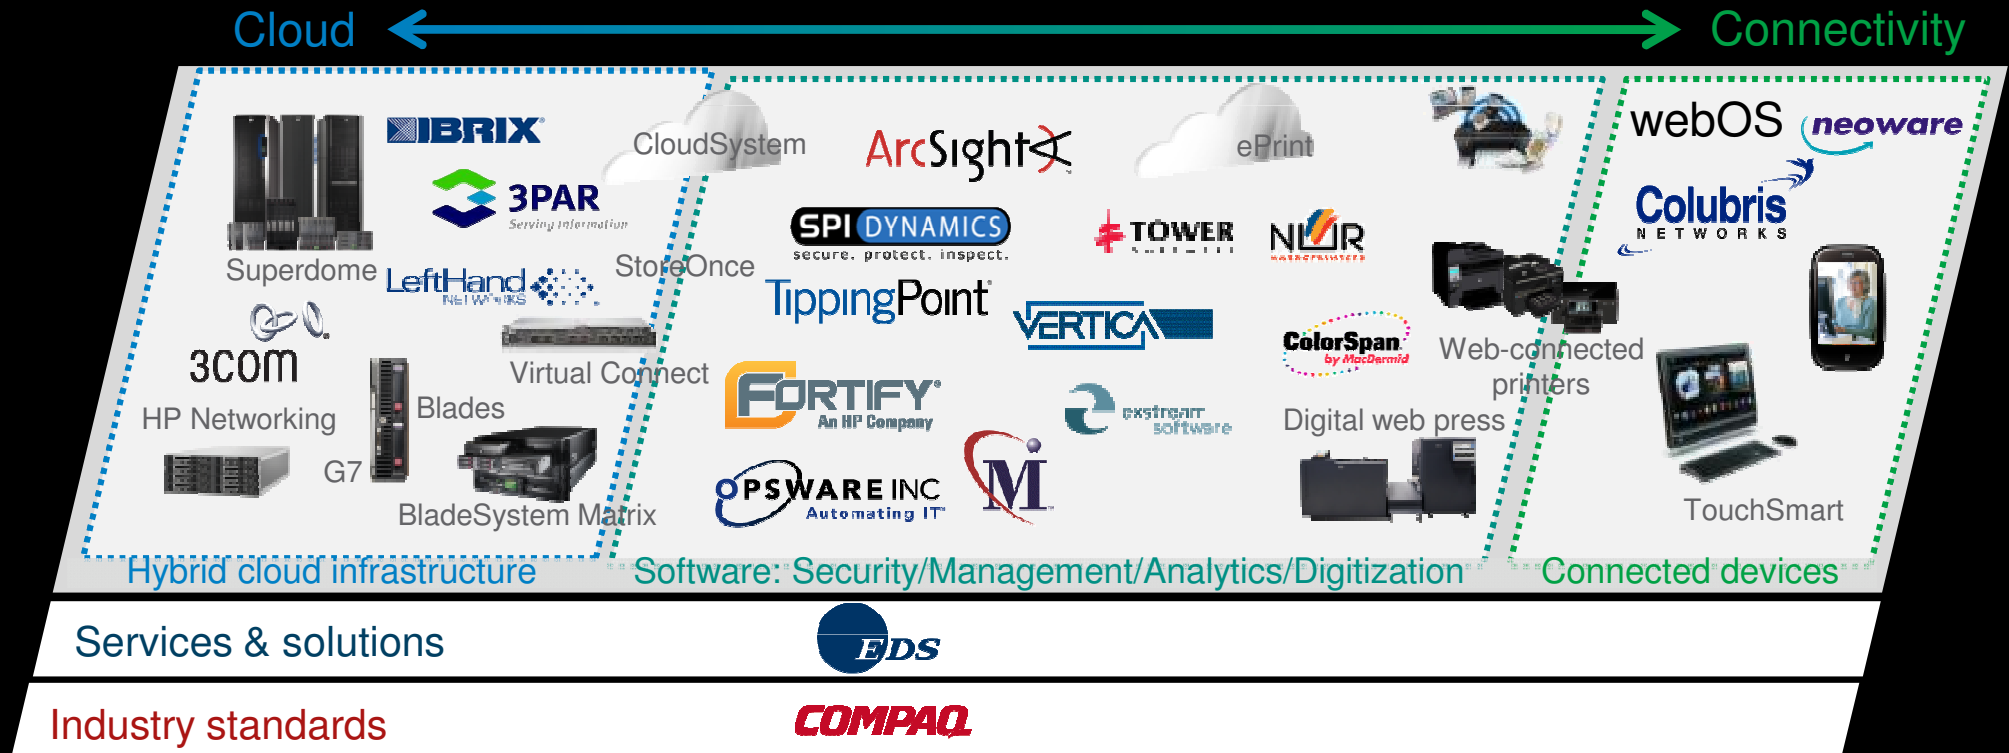 Cloud
Connectivity
IBRIX
3PAR
Serving Information
Superdome
LeftHand
NETWORKS
3COM
HP Networking
G7
Blades
BladeSystem Matrix
Virtual Connect
StoreOnce
CloudSystem
Hybrid cloud infrastructure
ArcSight
SPI DYNAMICS
secure. protect. inspect.
TippingPoint
VERTICA
FORTIFY
An HP Company
exstream
software
OPSWARE INC
Automating IT
M
ePrint
TOWER
NUR
ColorSpan
by MacDermid
Web-connected
printers
Digital web press
Software: Security/Management/Analytics/Digitization
webOS
neoware
Colubris
NETWORKS
TouchSmart
Connected devices
Services & solutions
EDS
Industry standards
COMPAQ